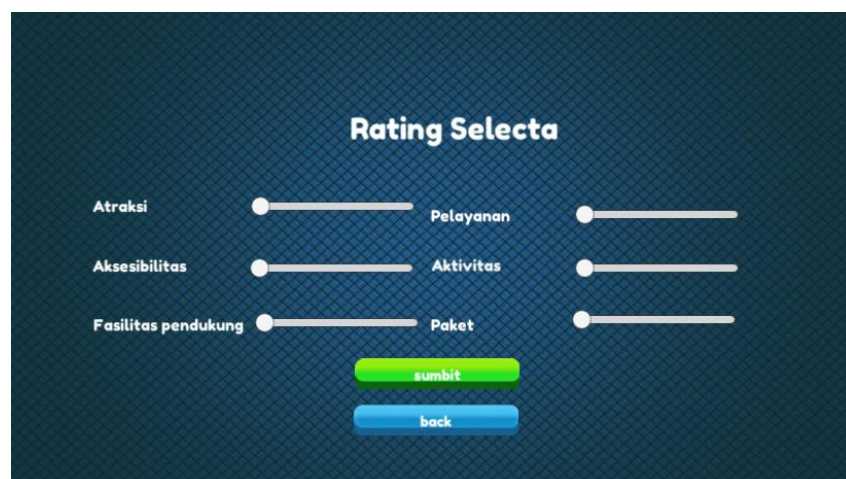 Rating Selecta
Atraksi
Pelayanan
Aksesibilitas
Aktivitas
Fasilitas pendukung
Paket
sumbit
back